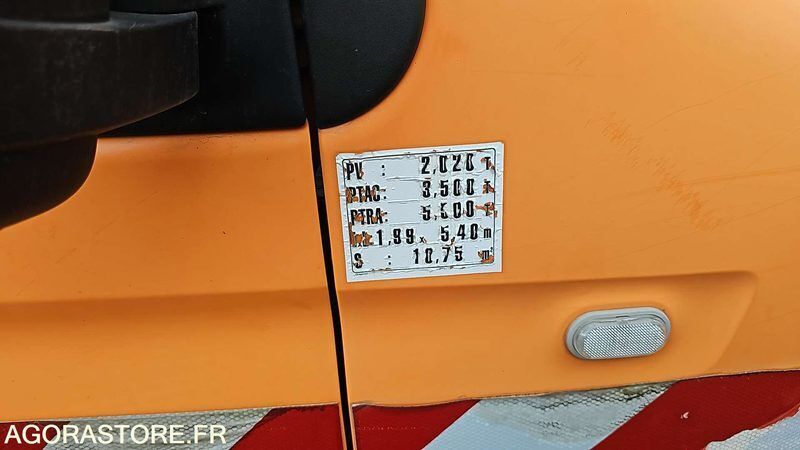 PV : 2,020 T
PTAC: 3,500 T
PTRA: 5,500 T
1,99 x 5,40 m
S : 10,75 m²
AGORASTORE.FR